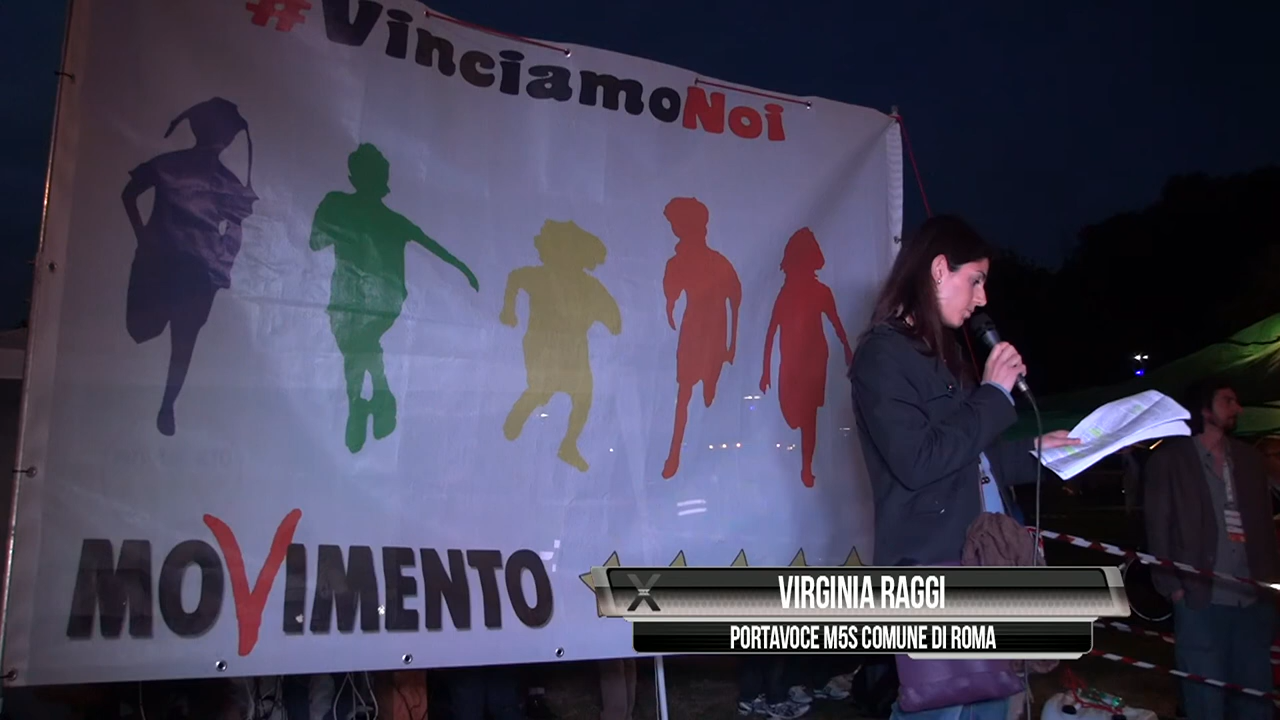 #VinciamoNoi
MOVIMENTO
VIRGINIA RAGGI
PORTAVOCE M5S COMUNE DI ROMA